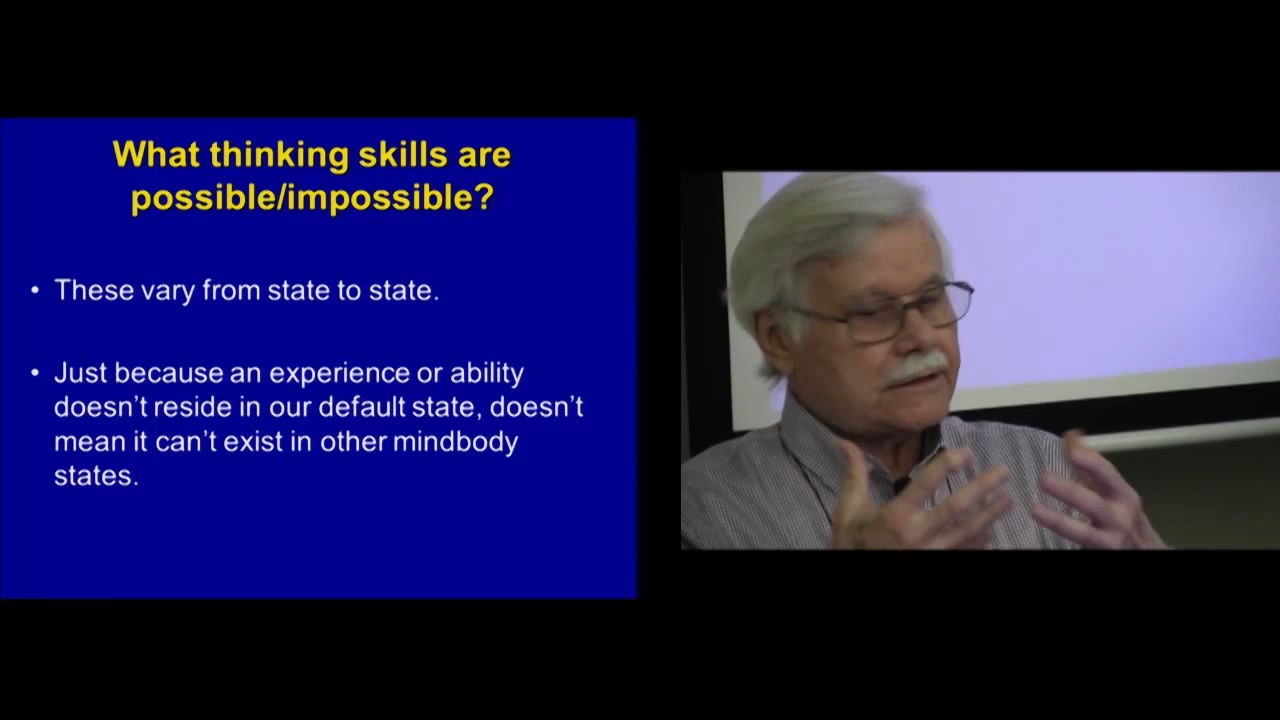 What thinking skills are
possible/impossible?
• These vary from state to state.
• Just because an experience or ability
doesn’t reside in our default state, doesn’t
mean it can’t exist in other mindbody
states.